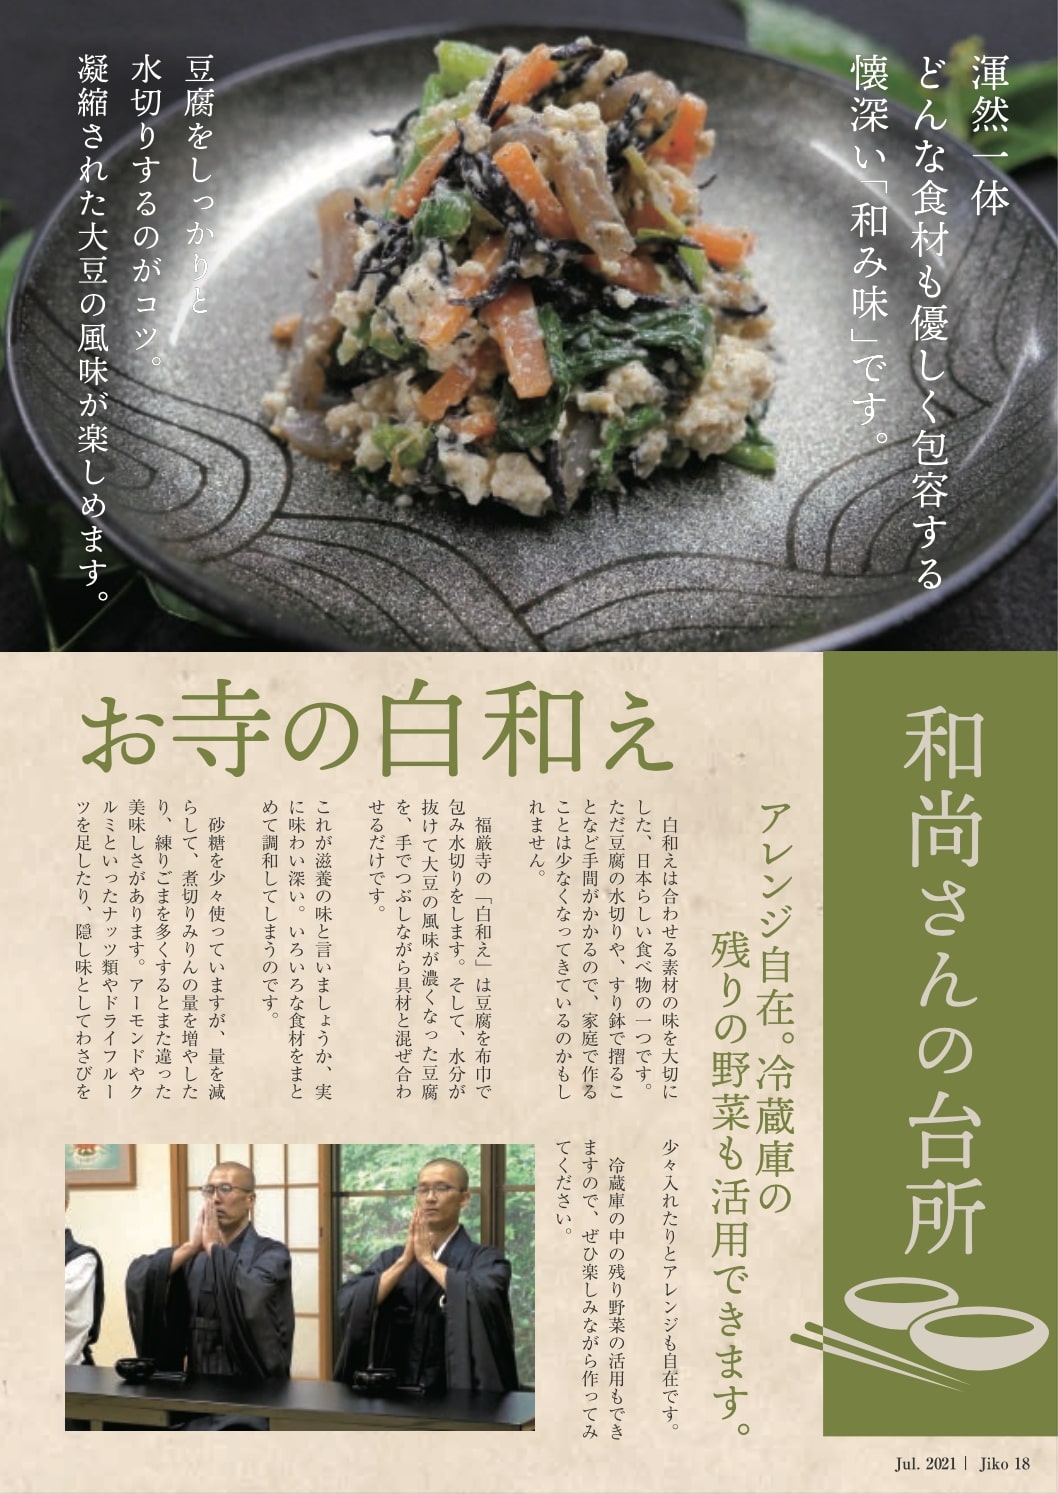 渾然一体
どんな食材も優しく包容する
懐深い「和み味」です。
豆腐をしっかりと
水切りするのがコツ。
凝縮された大豆の風味が楽しめます。
和尚さんの台所
お寺の白和え
アレンジ自在。冷蔵庫の
残りの野菜も活用できます。
白和えは合わせる素材の味を大切に
した、日本らしい食べ物の一つです。
ただ豆腐の水切りや、すり鉢で摺るこ
となど手間がかかるので、家庭で作る
ことは少なくなってきているのかもし
れません。
福厳寺の「白和え」は豆腐を布巾で
包み水切りをします。そして、水分が
抜けて大豆の風味が濃くなった豆腐
を、手でつぶしながら具材と混ぜ合わ
せるだけです。
これが滋養の味と言いましょうか、実
に味わい深い。いろいろな食材をまと
めて調和してしまうのです。
砂糖を少々使っていますが、量を減
らして、煮切りみりんの量を増やした
り、練りごまを多くするとまた違った
美味しさがあります。アーモンドやク
ルミといったナッツ類やドライフルー
ツを足したり、隠し味としてわさびを
少々入れたりとアレンジも自在です。
冷蔵庫の中の残り野菜の活用もでき
ますので、ぜひ楽しみながら作ってみ
てください。
Jul. 2021 | Jiko 18